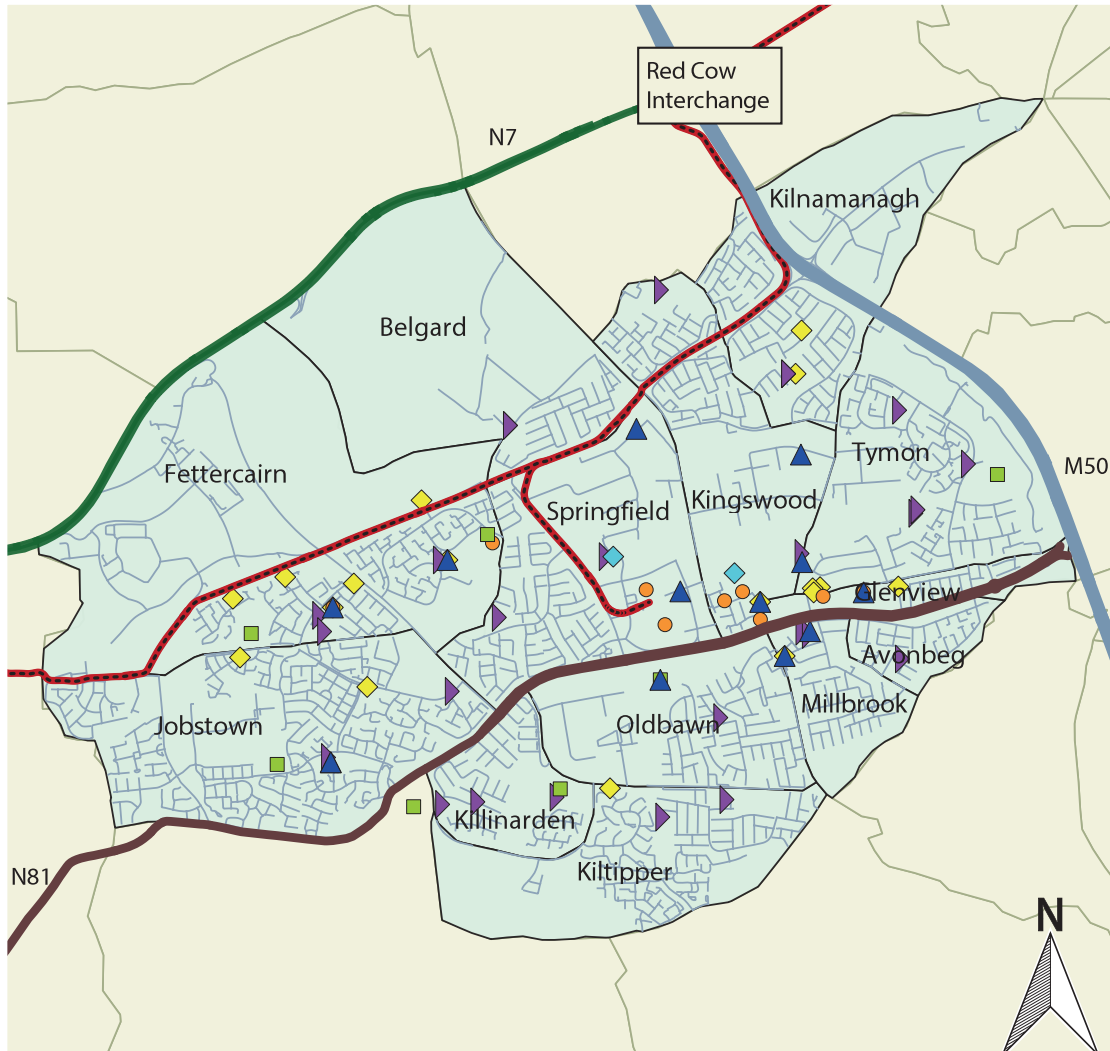 Red Cow
Interchange
N7
Kilnamanagh
Belgard
Tymon
M50
Fettercairn
Kingswood
Springfield
Glenview
Avonbeg
Millbrook
Jobstown
Oldbawn
Killinarden
Kiltipper
N81
N